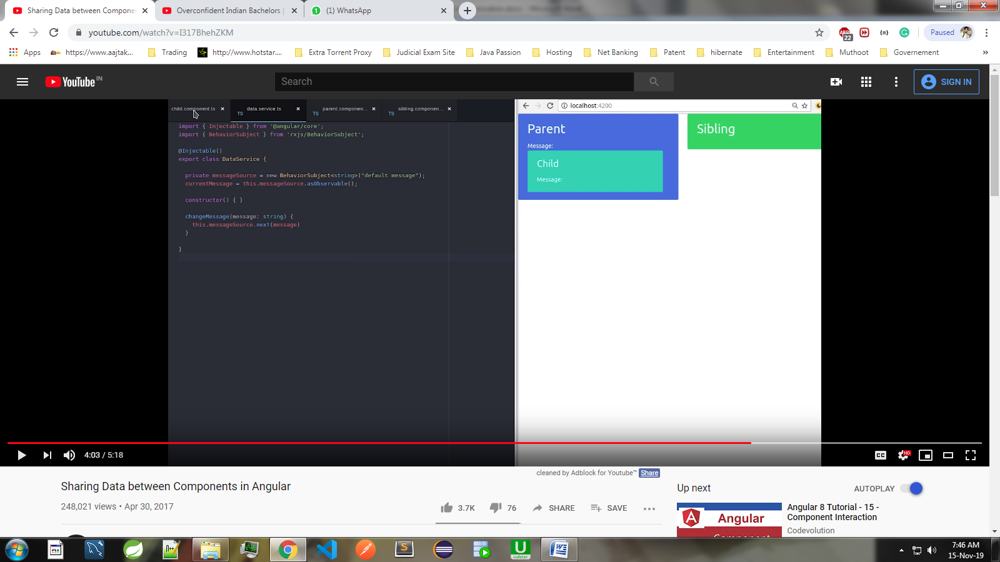 Sharing Data between Compone
Overconfident Indian Bachelors |
(1) WhatsApp
youtube.com/watch?v=I317BhehZKM
22
Paused
Apps
https://www.aajtak...
Trading
http://www.hotstar....
Extra Torrent Proxy
Judicial Exam Site
Java Passion
Hosting
Net Banking
Patent
hibernate
Entertainment
Muthoot
Governement
YouTube IN
Search
SIGN IN
child.component.ts
TS data.service.ts
TS parent.componen...
TS sibling.componen...
import { Injectable } from '@angular/core';
import { BehaviorSubject } from 'rxjs/BehaviorSubject';
@Injectable()
export class DataService {
private messageSource = new BehaviorSubject<string>("default message");
currentMessage = this.messageSource.asObservable();
constructor() { }
changeMessage(message: string) {
this.messageSource.next(message)
}
}
localhost:4200
Parent
Message:
Child
Message:
Sibling
4:03 / 5:18
CC
HD
cleaned by Adblock for Youtube™ Share
Sharing Data between Components in Angular
248,021 views • Apr 30, 2017
3.7K
76
SHARE
SAVE
Up next
AUTOPLAY
Angular
Angular 8 Tutorial - 15 -
Component Interaction
Codevolution
7:46 AM
15-Nov-19